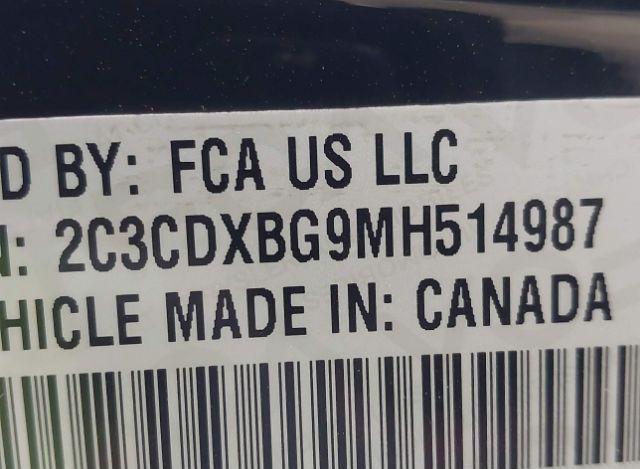 D BY: FCA US LLC
N: 2C3CDXBG9MH514987
HICLE MADE IN: CANADA